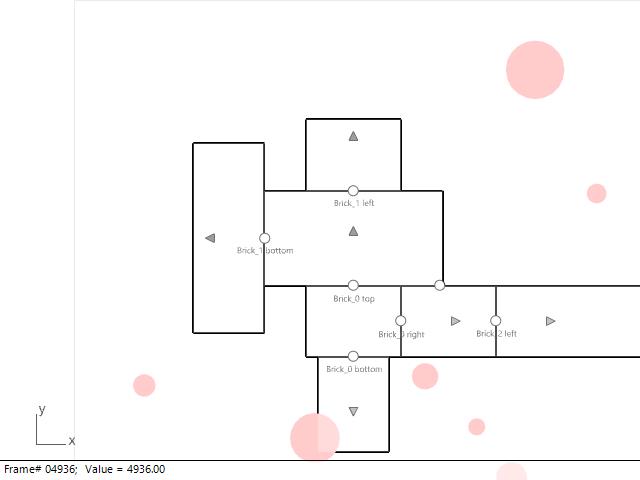 Brick_1 left
Brick_1 bottom
Brick_0 top
Brick_0 right
Brick_2 left
Brick_0 bottom
y
x
Frame# 04936; Value = 4936.00